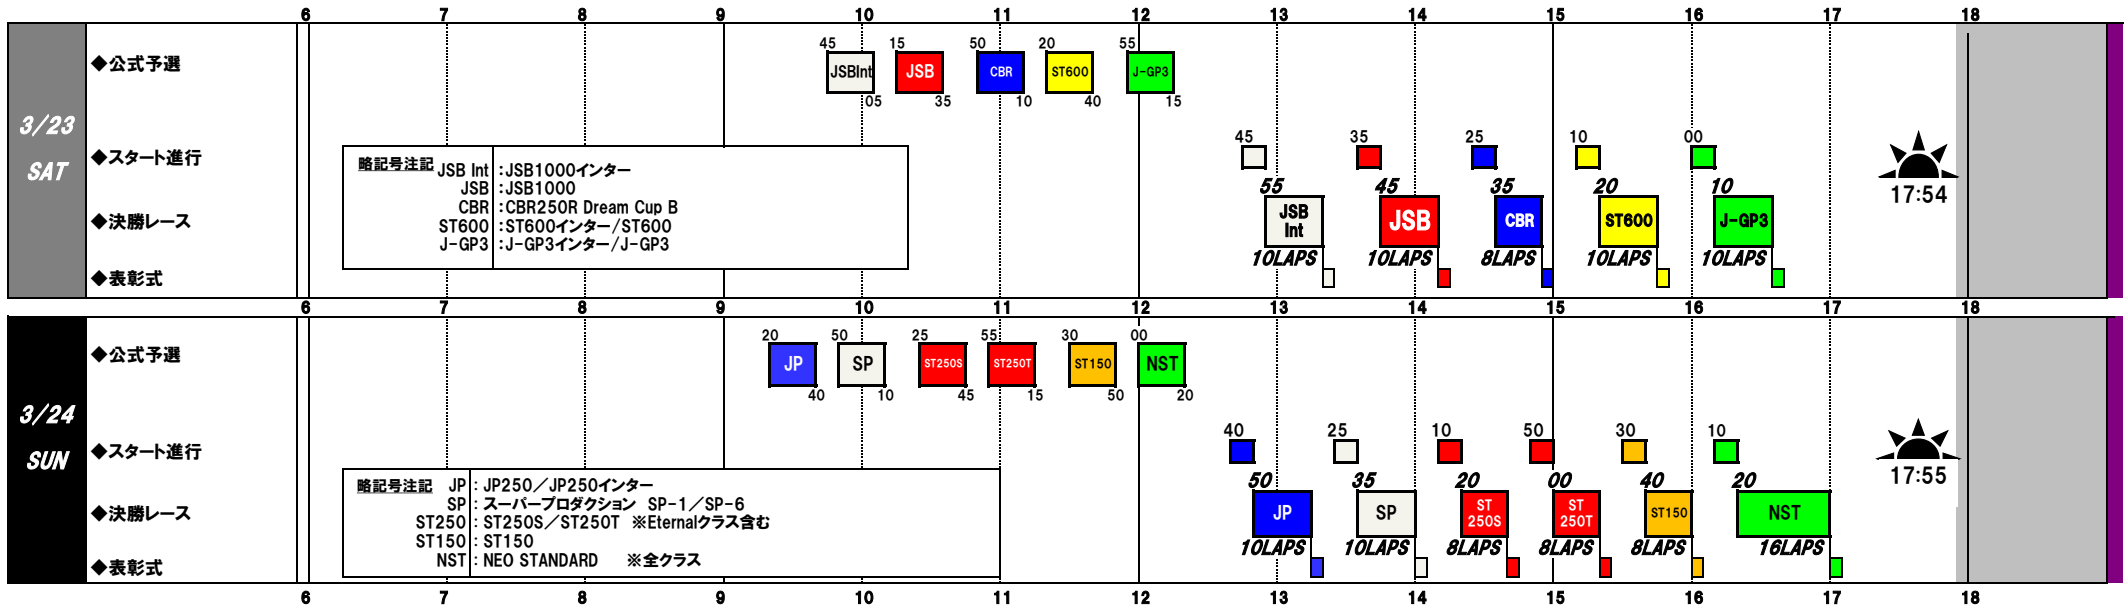 6 7 8 9 10 11 12 13 14 15 16 17 18
3/23
SAT
◆公式予選
45 15 50 20 55
JSBInt JSB CBR ST600 J-GP3
05 35 10 40 15
◆スタート進行
45 35 25 10 00
略記号注記
JSB Int :JSB1000インター
JSB :JSB1000
CBR :CBR250R Dream Cup B
ST600 :ST600インター/ST600
J-GP3 :J-GP3インター/J-GP3
◆決勝レース
55 45 35 20 10
JSB Int JSB CBR ST600 J-GP3
10LAPS 10LAPS 8LAPS 10LAPS 10LAPS
17:54
◆表彰式
6 7 8 9 10 11 12 13 14 15 16 17 18
3/24
SUN
◆公式予選
20 50 25 55 30 00
JP SP ST250S ST250T ST150 NST
40 10 45 15 50 20
◆スタート進行
40 25 10 50 30 10
略記号注記 JP : JP250／JP250インター
SP : スーパープロダクション SP-1／SP-6
ST250 : ST250S／ST250T ※Eternalクラス含む
ST150 : ST150
NST : NEO STANDARD ※全クラス
◆決勝レース
50 35 20 00 40 20
JP SP ST 250S ST 250T ST150 NST
10LAPS 10LAPS 8LAPS 8LAPS 8LAPS 16LAPS
17:55
◆表彰式
6 7 8 9 10 11 12 13 14 15 16 17 18